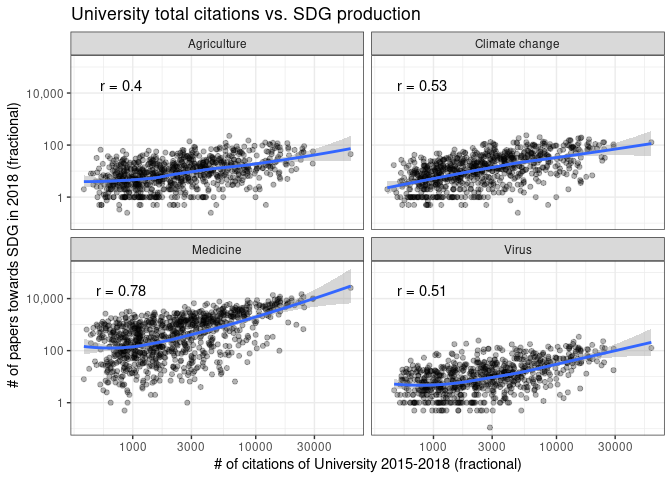 University total citations vs. SDG production
Agriculture
Climate change
r = 0.4
r = 0.53
10,000
100
1
Medicine
Virus
r = 0.78
r = 0.51
10,000
100
1
1000 3000 10000 30000
1000 3000 10000 30000
# of citations of University 2015-2018 (fractional)
# of papers towards SDG in 2018 (fractional)